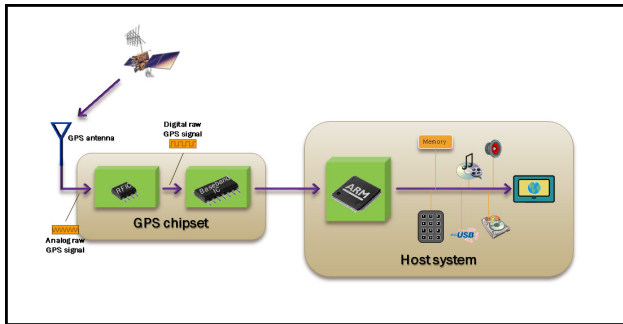 GPS antenna
Digital raw
GPS signal
Memory
RFIC
Baseband
IC
ARM
GPS chipset
Analog raw
GPS signal
USB
Host system